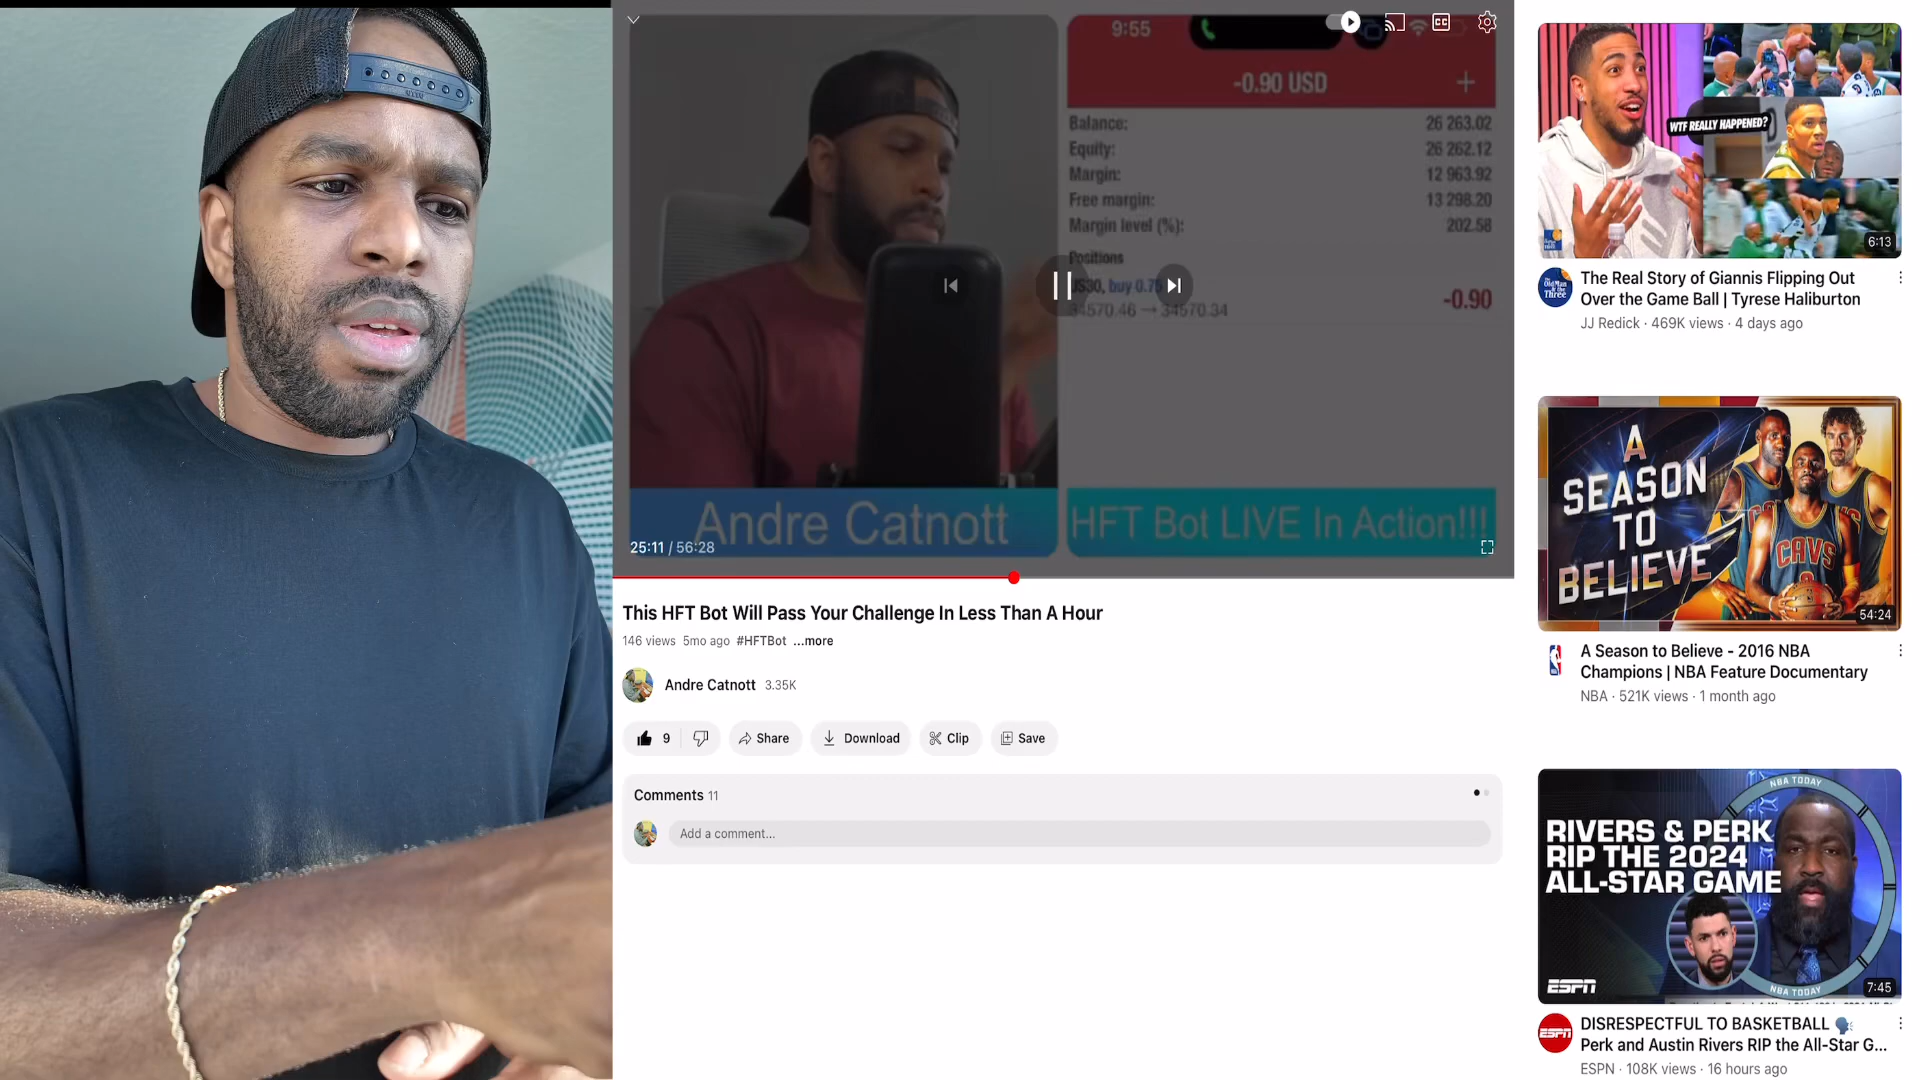 9:55
-0.90 USD
+
Balance: 26 263.02
Equity: 26 262.12
Margin: 12 963.92
Free margin: 13 298.20
Margin level (%): 202.58
Positions
buy
-0.90
34570.46 → 34570.34
Andre Catnott
HFT Bot LIVE In Action!!!
25:11 / 56:28
This HFT Bot Will Pass Your Challenge In Less Than A Hour
146 views 5mo ago #HFTBot ...more
Andre Catnott 3.35K
9 Share Download Clip Save
Comments 11
Add a comment...
WTF REALLY HAPPENED?
6:13
The Real Story of Giannis Flipping Out
Over the Game Ball | Tyrese Haliburton
JJ Redick · 469K views · 4 days ago
A
SEASON
TO
BELIEVE
CAVS
54:24
A Season to Believe - 2016 NBA
Champions | NBA Feature Documentary
NBA · 521K views · 1 month ago
NBA TODAY
RIVERS & PERK
RIP THE 2024
ALL-STAR GAME
ESPN
NBA TODAY
7:45
DISRESPECTFUL TO BASKETBALL 🗣️
Perk and Austin Rivers RIP the All-Star G...
ESPN · 108K views · 16 hours ago